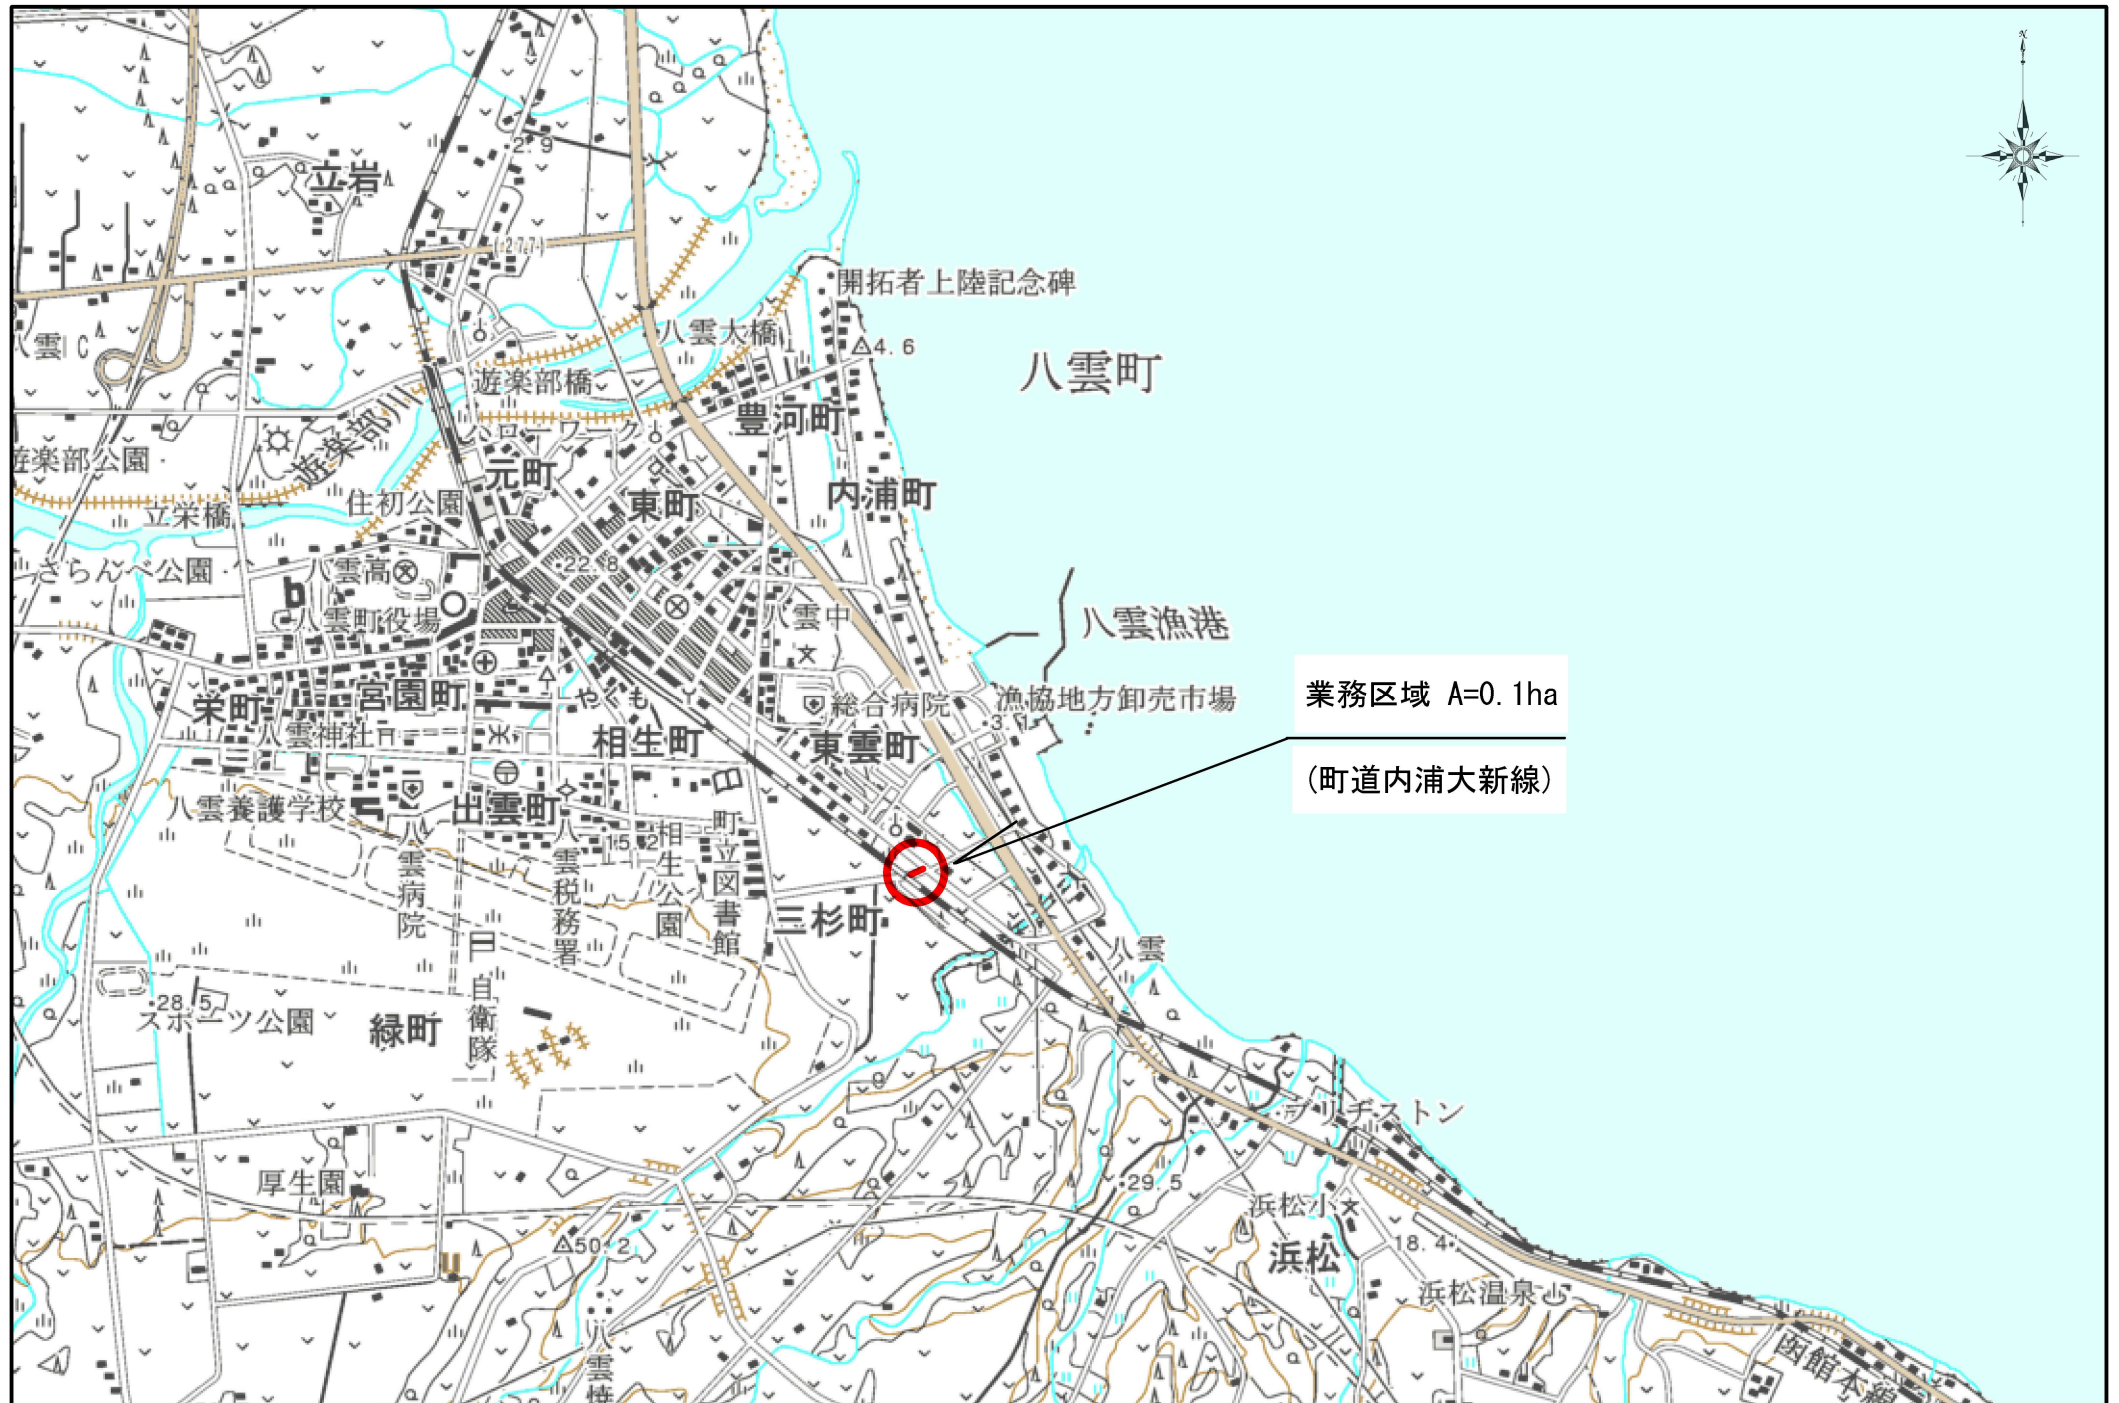 N
立岩
2.9
(277)
開拓者上陸記念碑
八雲IC
八雲大橋
4.6
八雲町
遊楽部橋
豊河町
ハローワーク
遊楽部川
遊楽部公園
元町
住初公園
東町
内浦町
立栄橋
さらんべ公園
八雲高
22.8
八雲町役場
八雲中
八雲漁港
業務区域 A=0.1ha
(町道内浦大新線)
栄町
宮園町
やくも
総合病院
漁協地方卸売市場
3.1
八雲神社
相生町
東雲町
八雲養護学校
出雲町
15.2
八雲病院
八雲税務署
相生公園
町立図書館
三杉町
八雲
28.5
スポーツ公園
緑町
自衛隊
9
ブリヂストン
厚生園
29.5
浜松小
50.2
浜松
18.4
浜松温泉
函館本線